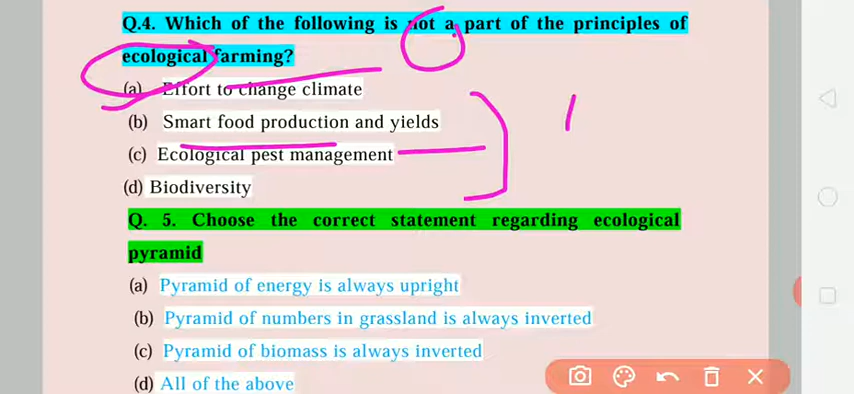 Q.4. Which of the following is not a part of the principles of
ecological farming?
(a) Effort to change climate
(b) Smart food production and yields
(c) Ecological pest management
(d) Biodiversity
Q. 5. Choose the correct statement regarding ecological
pyramid
(a) Pyramid of energy is always upright
(b) Pyramid of numbers in grassland is always inverted
(c) Pyramid of biomass is always inverted
(d) All of the above